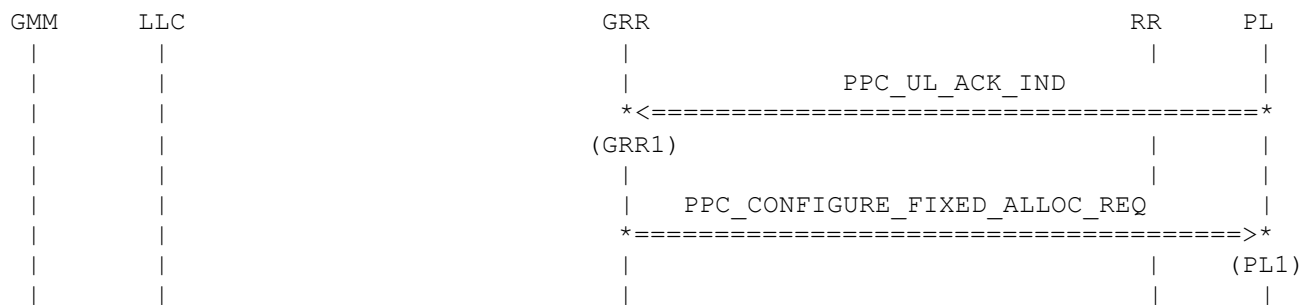 GMM LLC GRR RR PL
PPC_UL_ACK_IND
*<======================================*
(GRR1)
PPC_CONFIGURE_FIXED_ALLOC_REQ
*======================================>*
(PL1)